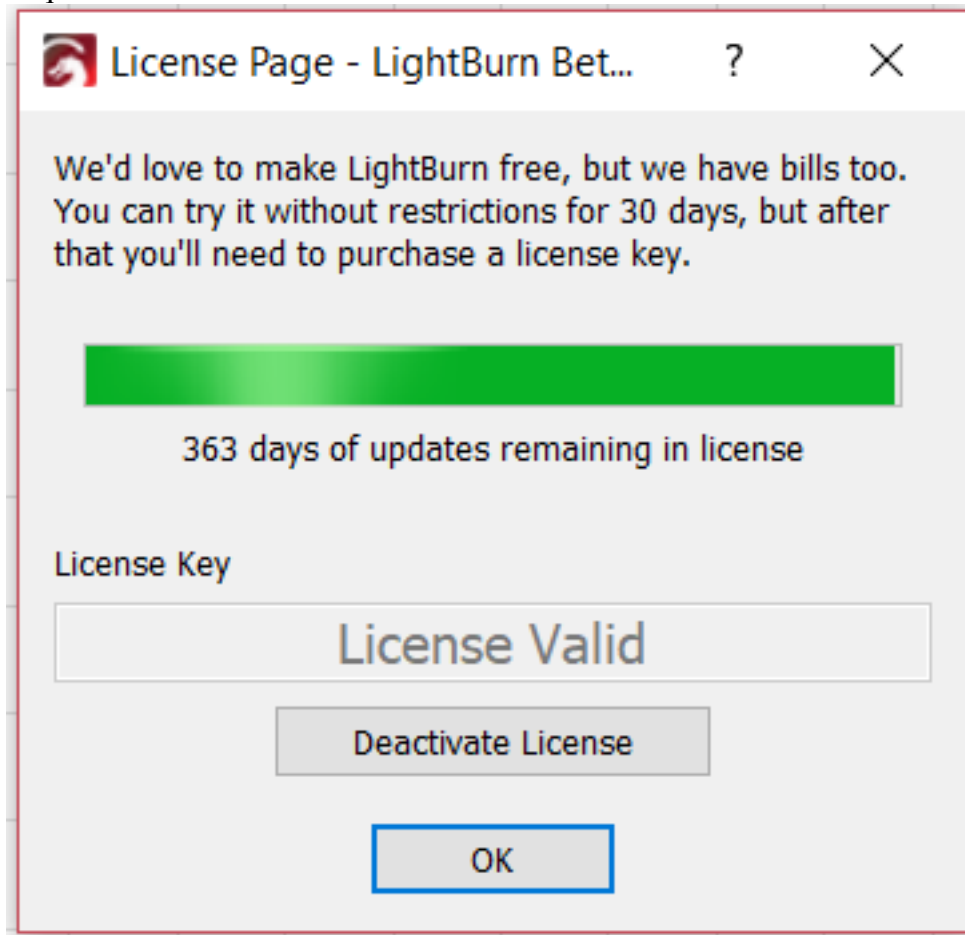 License Page - LightBurn Bet...
?
We'd love to make LightBurn free, but we have bills too.
You can try it without restrictions for 30 days, but after
that you'll need to purchase a license key.
363 days of updates remaining in license
License Key
License Valid
Deactivate License
OK